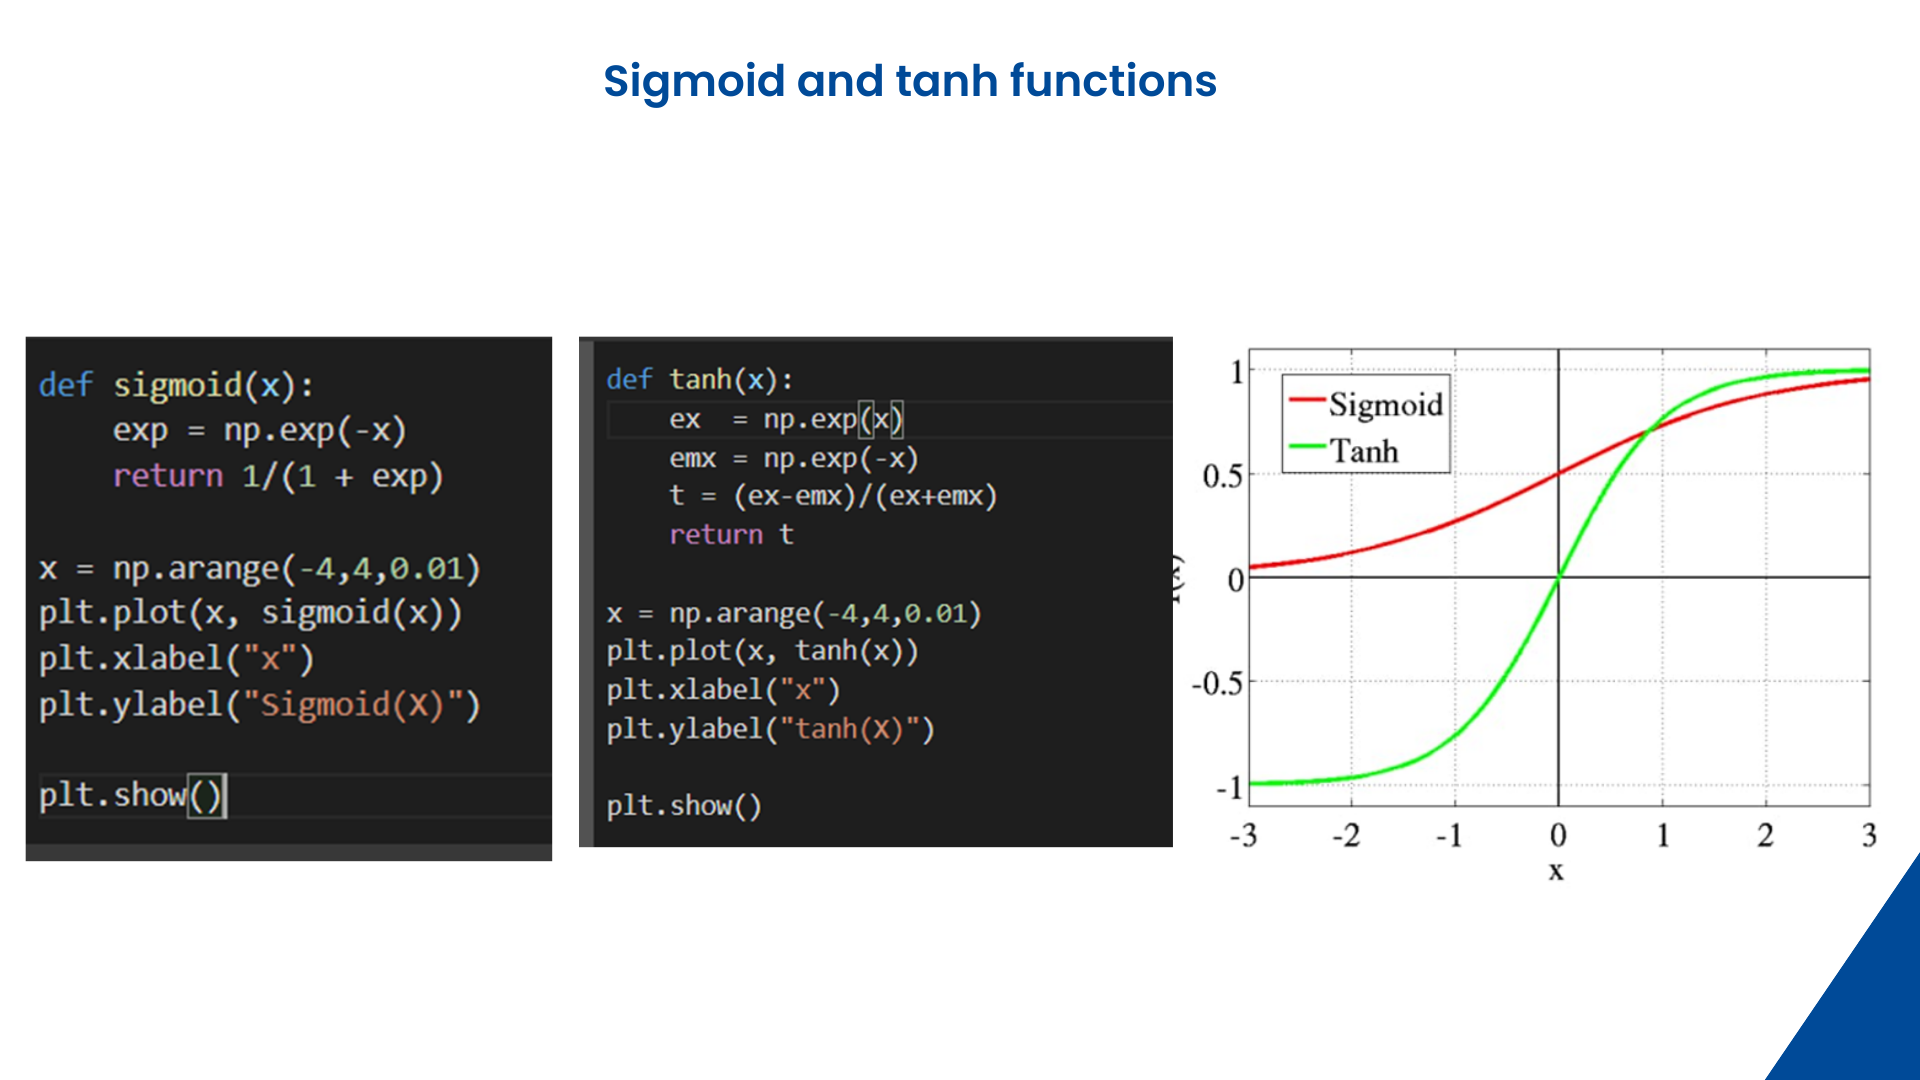 Sigmoid and tanh functions
def sigmoid(x):
    exp = np.exp(-x)
    return 1/(1 + exp)
x = np.arange(-4,4,0.01)
plt.plot(x, sigmoid(x))
plt.xlabel("x")
plt.ylabel("Sigmoid(X)")
plt.show()
def tanh(x):
    ex  = np.exp(x)
    emx = np.exp(-x)
    t = (ex-emx)/(ex+emx)
    return t
x = np.arange(-4,4,0.01)
plt.plot(x, tanh(x))
plt.xlabel("x")
plt.ylabel("tanh(X)")
plt.show()
Sigmoid
Tanh
1
0.5
0
-0.5
-1
-3 -2 -1 0 1 2 3
x